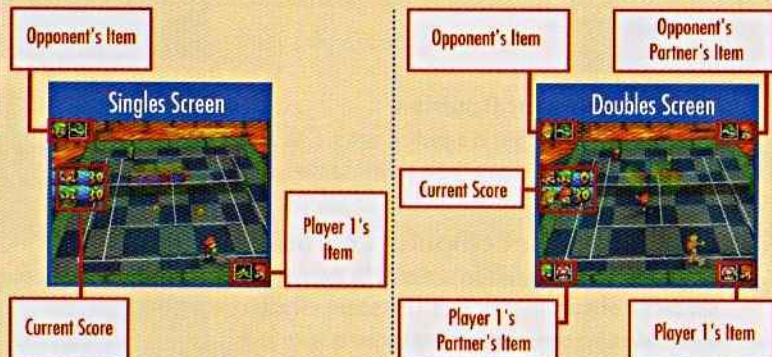 Opponent's Item
Singles Screen
Player 1's
Item
Current Score
Opponent's Item
Opponent's
Partner's Item
Doubles Screen
Current Score
Player 1's
Partner's Item
Player 1's Item